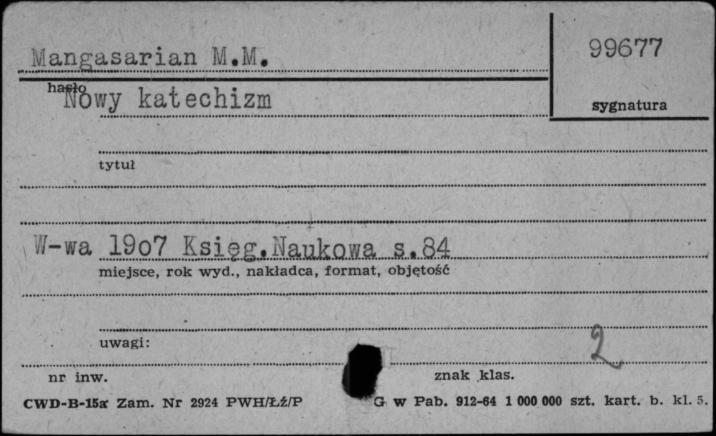 Mangasarian M.M.
99677
hasło
Nowy katechizm
sygnatura
tytuł
W-wa 19o7 Księg.Naukowa s.84
miejsce, rok wyd., nakładca, format, objętość
uwagi:
2
nr inw.
znak klas.
CWD-B-15a Zam. Nr 2924 PWH/Łź/P G w Pab. 912-64 1 000 000 szt. kart. b. kl. 5.